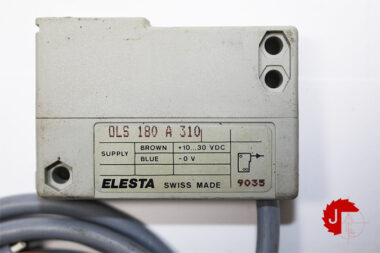 OLS 180 A 310
SUPPLY BROWN +10...30 VDC
BLUE - 0 V
ELESTA SWISS MADE 9035